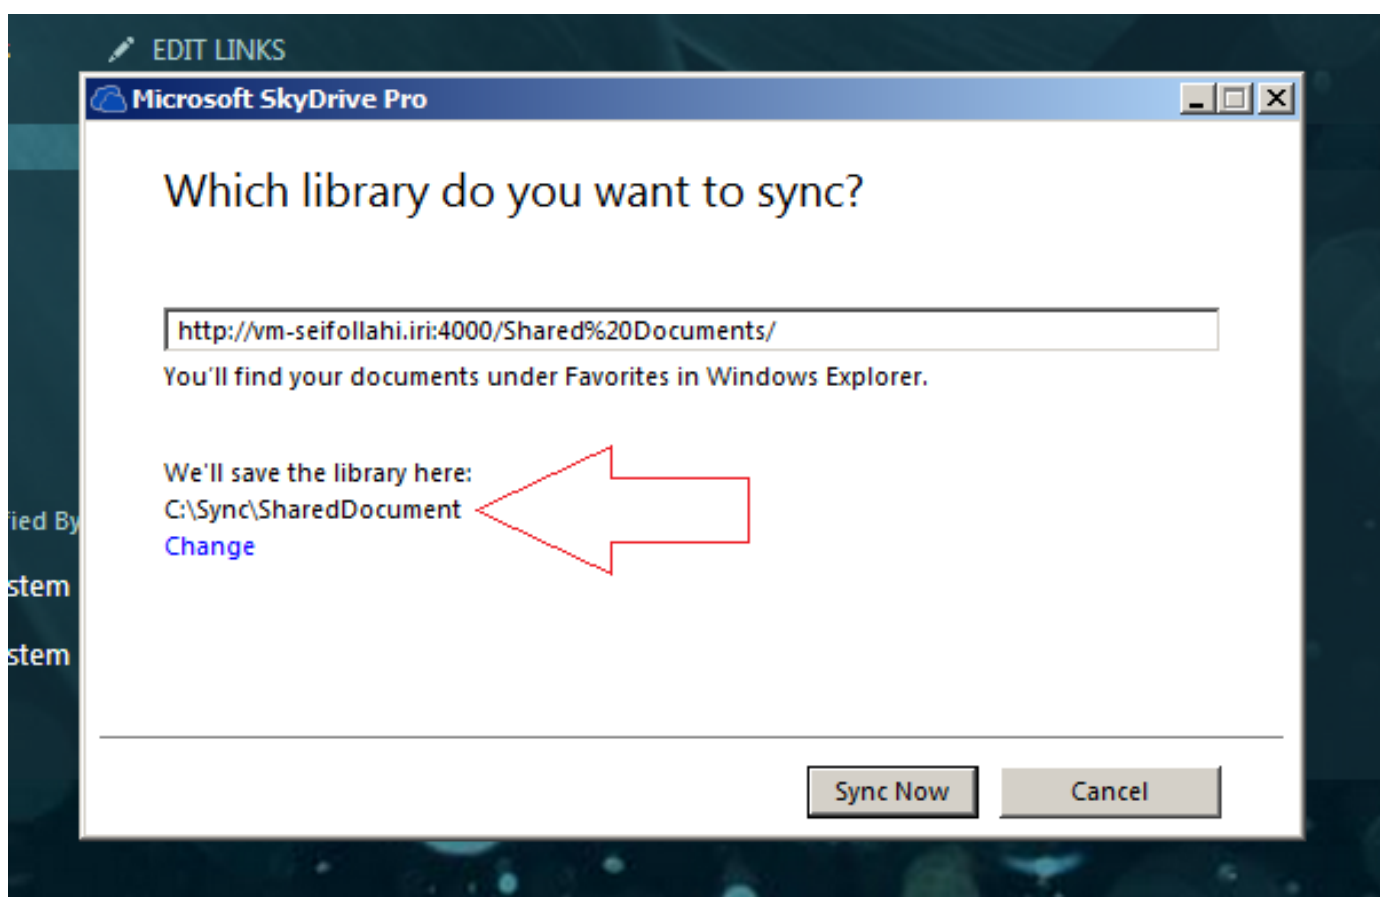 EDIT LINKS
Microsoft SkyDrive Pro
Which library do you want to sync?
http://vm-seifollahi.iri:4000/Shared%20Documents/
You'll find your documents under Favorites in Windows Explorer.
We'll save the library here:
C:\Sync\SharedDocument
Change
fied By
stem
stem
Sync Now
Cancel